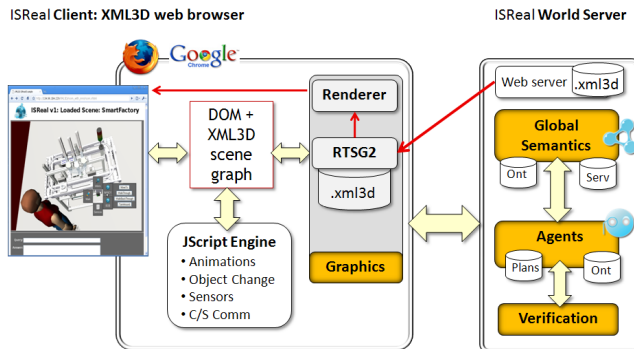 ISReal Client: XML3D web browser
ISReal World Server
Google
Chrome
ISReal v1: Loaded Scene: SmartFactory
DOM +
XML3D
scene
graph
Renderer
RTSG2
.xml3d
Graphics
JScript Engine
• Animations
• Object Change
• Sensors
• C/S Comm
Web server
.xml3d
Global
Semantics
Ont
Serv
Agents
Plans
Ont
Verification